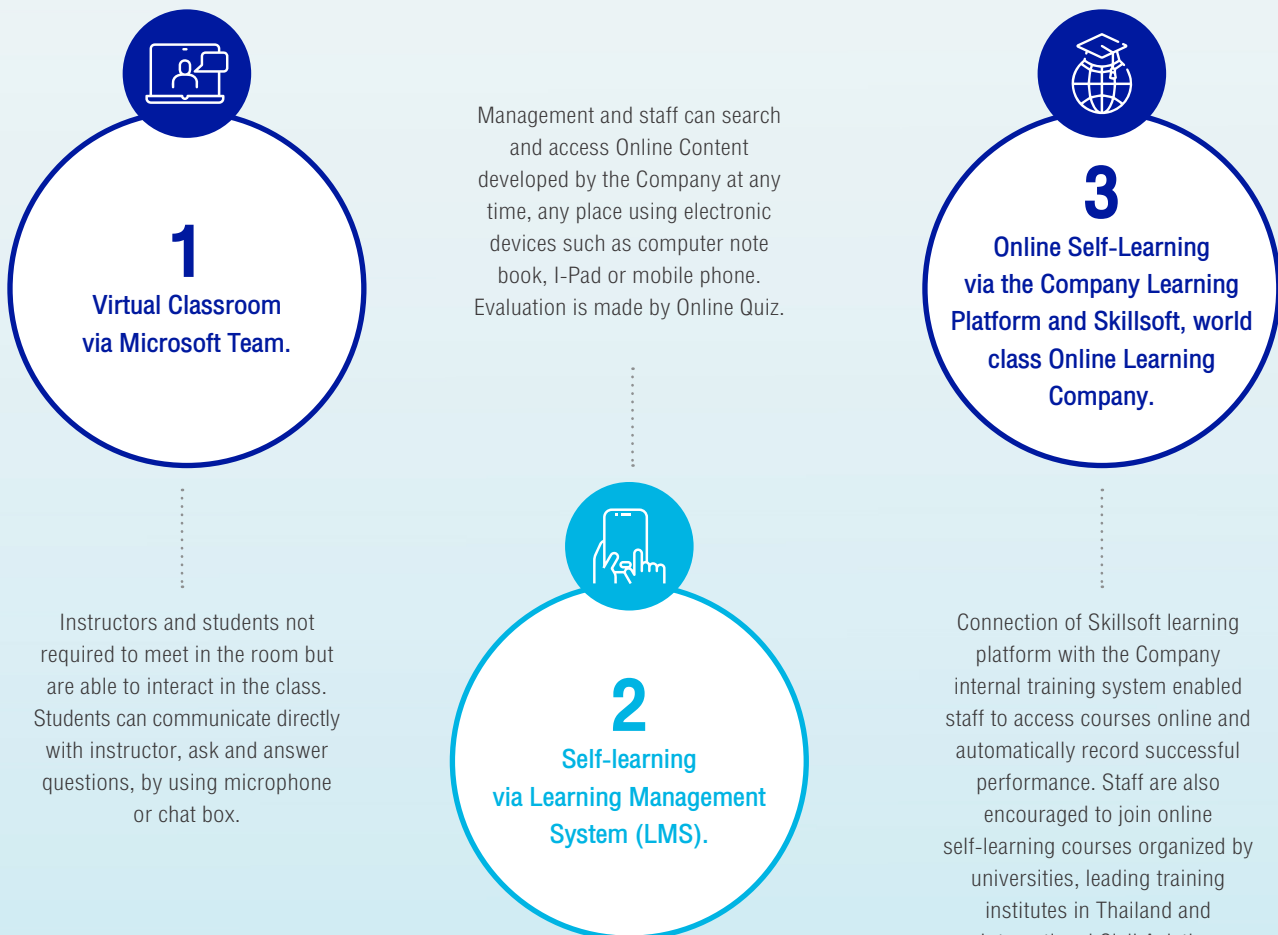 1
Virtual Classroom
via Microsoft Team.
Instructors and students not
required to meet in the room but
are able to interact in the class.
Students can communicate directly
with instructor, ask and answer
questions, by using microphone
or chat box.
Management and staff can search
and access Online Content
developed by the Company at any
time, any place using electronic
devices such as computer note
book, I-Pad or mobile phone.
Evaluation is made by Online Quiz.
2
Self-learning
via Learning Management
System (LMS).
3
Online Self-Learning
via the Company Learning
Platform and Skillsoft, world
class Online Learning
Company.
Connection of Skillsoft learning
platform with the Company
internal training system enabled
staff to access courses online and
automatically record successful
performance. Staff are also
encouraged to join online
self-learning courses organized by
universities, leading training
institutes in Thailand and